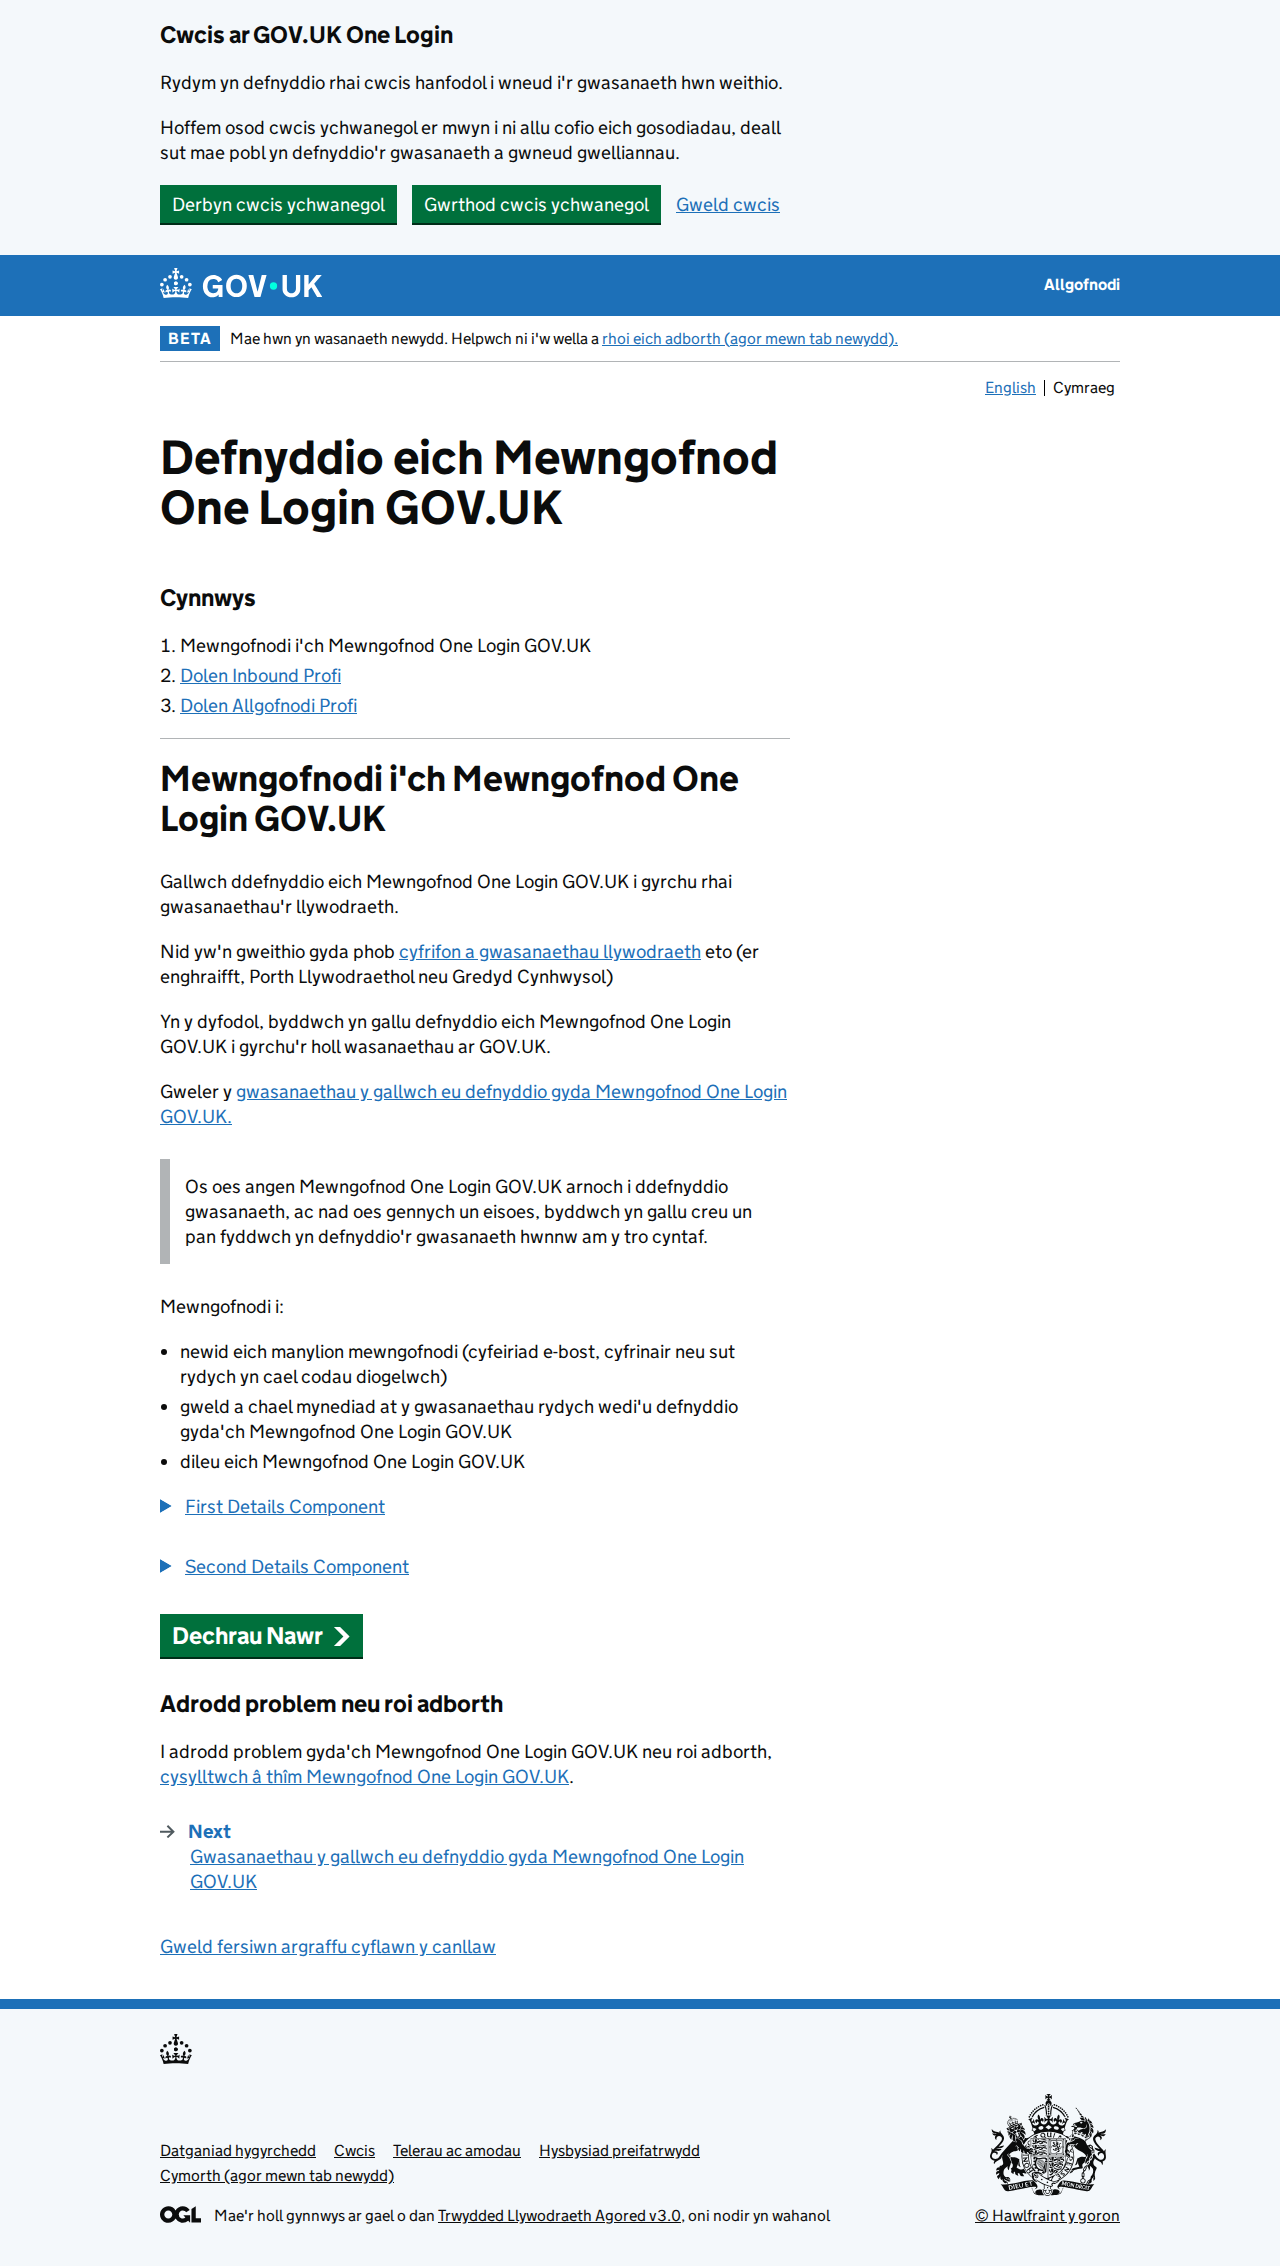 Cwcis ar GOV.UK One Login
Rydym yn defnyddio rhai cwcis hanfodol i wneud i'r gwasanaeth hwn weithio.
Hoffem osod cwcis ychwanegol er mwyn i ni allu cofio eich gosodiadau, deall
sut mae pobl yn defnyddio'r gwasanaeth a gwneud gwelliannau.
Derbyn cwcis ychwanegol Gwrthod cwcis ychwanegol Gweld cwcis
GOV.UK Allgofnodi
BETA Mae hwn yn wasanaeth newydd. Helpwch ni i'w wella a rhoi eich adborth (agor mewn tab newydd).
English | Cymraeg
Defnyddio eich Mewngofnod
One Login GOV.UK
Cynnwys
1. Mewngofnodi i'ch Mewngofnod One Login GOV.UK
2. Dolen Inbound Profi
3. Dolen Allgofnodi Profi
Mewngofnodi i'ch Mewngofnod One
Login GOV.UK
Gallwch ddefnyddio eich Mewngofnod One Login GOV.UK i gyrchu rhai
gwasanaethau'r llywodraeth.
Nid yw'n gweithio gyda phob cyfrifon a gwasanaethau llywodraeth eto (er
enghraifft, Porth Llywodraethol neu Gredyd Cynhwysol)
Yn y dyfodol, byddwch yn gallu defnyddio eich Mewngofnod One Login
GOV.UK i gyrchu'r holl wasanaethau ar GOV.UK.
Gweler y gwasanaethau y gallwch eu defnyddio gyda Mewngofnod One Login
GOV.UK.
Os oes angen Mewngofnod One Login GOV.UK arnoch i ddefnyddio
gwasanaeth, ac nad oes gennych un eisoes, byddwch yn gallu creu un
pan fyddwch yn defnyddio'r gwasanaeth hwnnw am y tro cyntaf.
Mewngofnodi i:
• newid eich manylion mewngofnodi (cyfeiriad e-bost, cyfrinair neu sut
rydych yn cael codau diogelwch)
• gweld a chael mynediad at y gwasanaethau rydych wedi'u defnyddio
gyda'ch Mewngofnod One Login GOV.UK
• dileu eich Mewngofnod One Login GOV.UK
First Details Component
Second Details Component
Dechrau Nawr
Adrodd problem neu roi adborth
I adrodd problem gyda'ch Mewngofnod One Login GOV.UK neu roi adborth,
cysylltwch â thîm Mewngofnod One Login GOV.UK.
Next
Gwasanaethau y gallwch eu defnyddio gyda Mewngofnod One Login
GOV.UK
Gweld fersiwn argraffu cyflawn y canllaw
Datganiad hygyrchedd Cwcis Telerau ac amodau Hysbysiad preifatrwydd
Cymorth (agor mewn tab newydd)
OGL Mae'r holl gynnwys ar gael o dan Trwydded Llywodraeth Agored v3.0, oni nodir yn wahanol
© Hawlfraint y goron